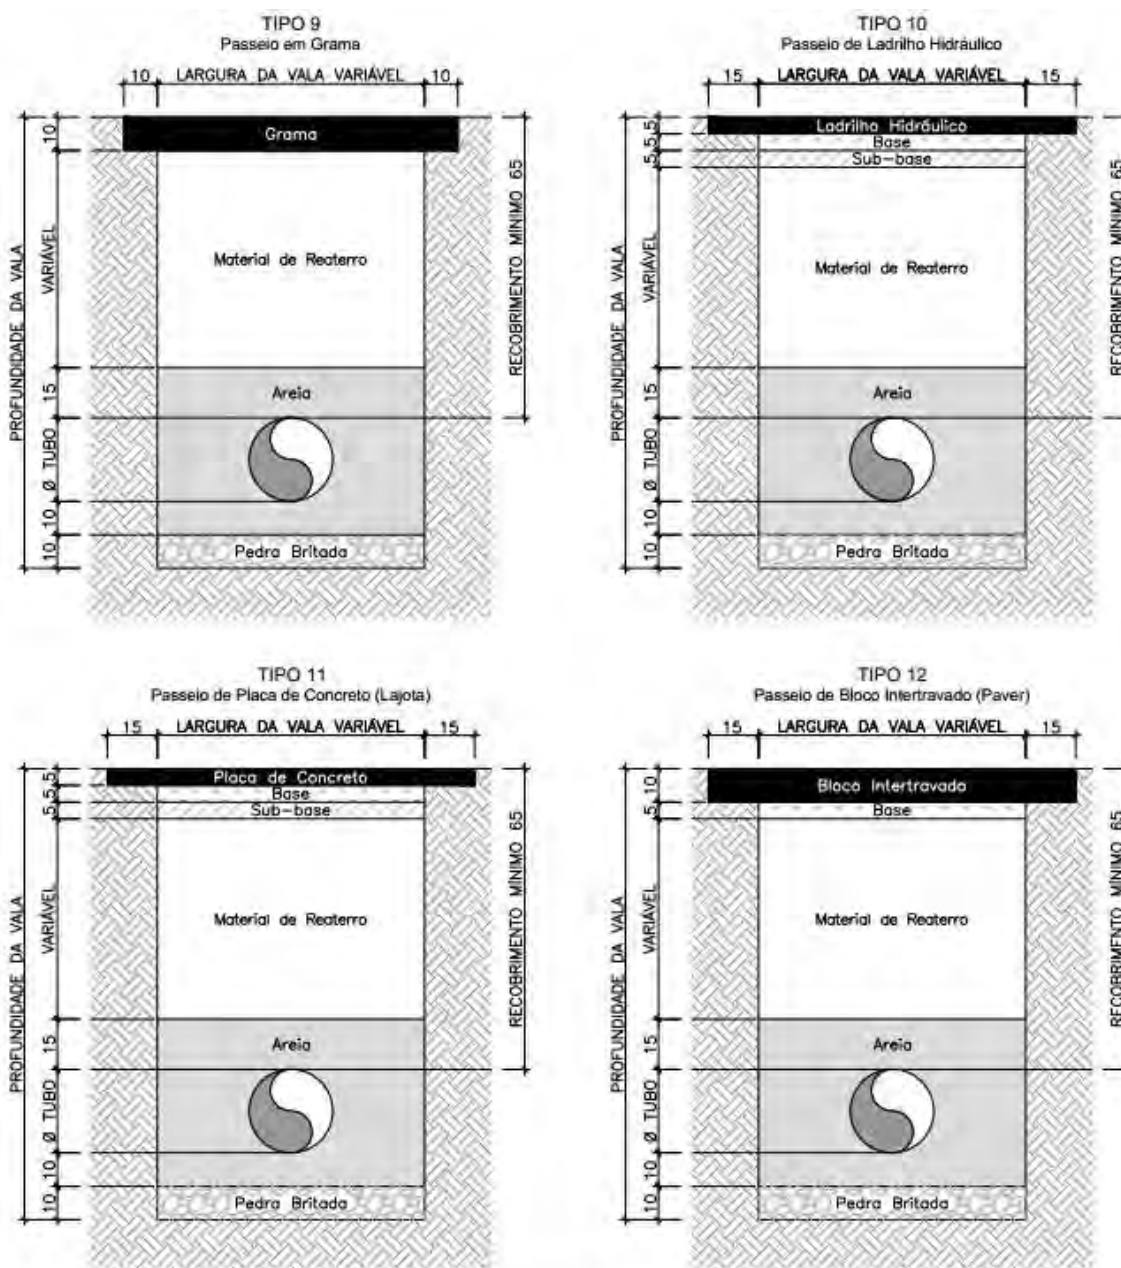 TIPO 9
Passeio em Grama
10 LARGURA DA VALA VARIÁVEL 10
Grama
Material de Reaterro
Areia
Pedra Britada
PROFUNDIDADE DA VALA
10
VARIÁVEL
15
Ø TUBO
10
10
RECOBRIMENTO MÍNIMO 65
TIPO 10
Passeio de Ladrilho Hidráulico
15 LARGURA DA VALA VARIÁVEL 15
Ladrilho Hidráulico
Base
Sub-base
Material de Reaterro
Areia
Pedra Britada
PROFUNDIDADE DA VALA
5
5
5
VARIÁVEL
15
Ø TUBO
10
10
RECOBRIMENTO MÍNIMO 65
TIPO 11
Passeio de Placa de Concreto (Lajota)
15 LARGURA DA VALA VARIÁVEL 15
Placa de Concreto
Base
Sub-base
Material de Reaterro
Areia
Pedra Britada
PROFUNDIDADE DA VALA
5
5
5
VARIÁVEL
15
Ø TUBO
10
10
RECOBRIMENTO MÍNIMO 65
TIPO 12
Passeio de Bloco Intertravado (Paver)
15 LARGURA DA VALA VARIÁVEL 15
Bloco Intertravado
Base
Material de Reaterro
Areia
Pedra Britada
PROFUNDIDADE DA VALA
10
5
VARIÁVEL
15
Ø TUBO
10
10
RECOBRIMENTO MÍNIMO 65